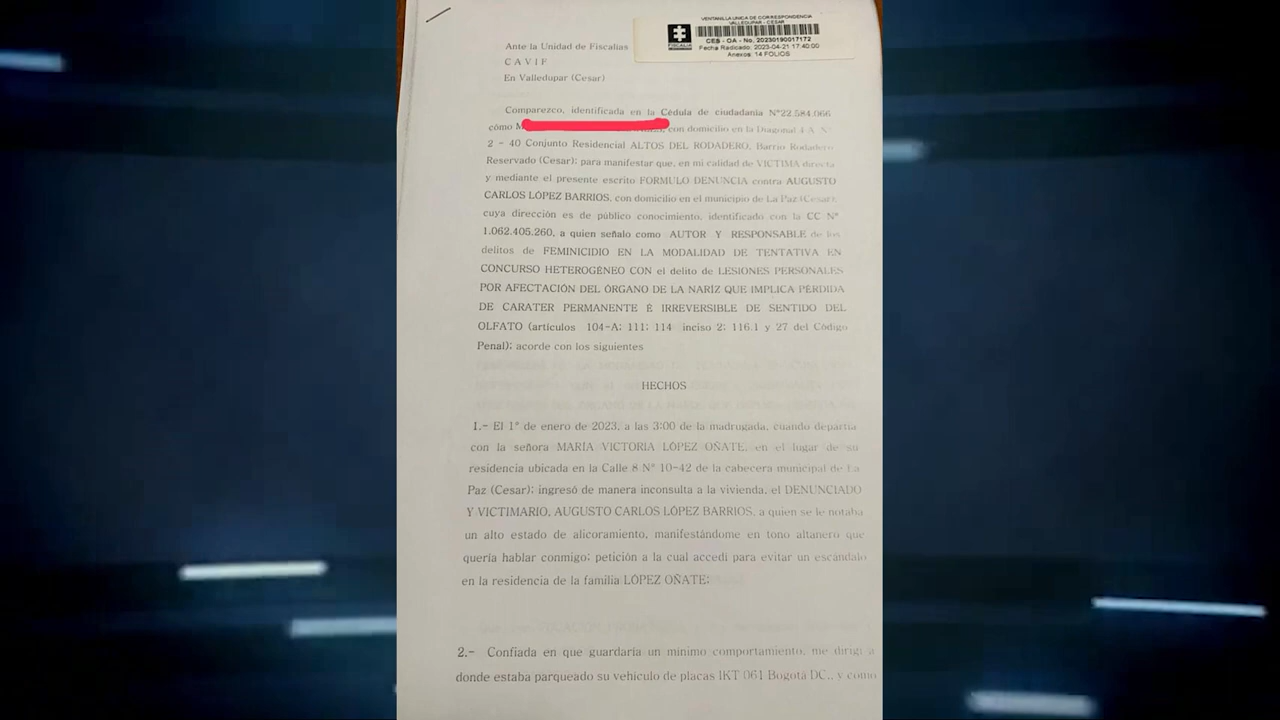 VENTANILLA UNICA DE CORRESPONDENCIA
VALLEDUPAR - CESAR
FISCALIA
CES - OA - No. 20230190017172
Fecha Radicado: 2023-04-21 17:40:00
Anexos: 14 FOLIOS
Ante la Unidad de Fiscalias
C A V I F
En Valledupar (Cesar)
Comparezco, identificada en la Cédula de ciudadanía N°22.584.066
cómo M con domicilio en la Diagonal 4 A N°
2 - 40 Conjunto Residencial ALTOS DEL RODADERO, Barrio Rodadero
Reservado (Cesar); para manifestar que, en mi calidad de VICTIMA directa
y mediante el presente escrito FORMULO DENUNCIA contra AUGUSTO
CARLOS LÓPEZ BARRIOS, con domicilio en el municipio de La Paz (Cesar),
cuya dirección es de público conocimiento, identificado con la CC N°
1.062.405.260, a quien señalo como AUTOR Y RESPONSABLE de los
delitos de FEMINICIDIO EN LA MODALIDAD DE TENTATIVA EN
CONCURSO HETEROGÉNEO CON el delito de LESIONES PERSONALES
POR AFECTACIÓN DEL ÓRGANO DE LA NARÍZ QUE IMPLICA PÉRDIDA
DE CARATER PERMANENTE E IRREVERSIBLE DE SENTIDO DEL
OLFATO (artículos 104-A; 111; 114 inciso 2; 116.1 y 27 del Código
Penal); acorde con los siguientes
HECHOS
1.- El 1° de enero de 2023, a las 3:00 de la madrugada, cuando departía
con la señora MARÍA VICTORIA LÓPEZ OÑATE, en el lugar de su
residencia ubicada en la Calle 8 N° 10-42 de la cabecera municipal de La
Paz (Cesar); ingresó de manera inconsulta a la vivienda, el DENUNCIADO
Y VICTIMARIO, AUGUSTO CARLOS LÓPEZ BARRIOS, a quien se le notaba
un alto estado de alicoramiento, manifestándome en tono altanero que
quería hablar conmigo; petición a la cual accedí para evitar un escándalo
en la residencia de la familia LÓPEZ OÑATE;
2.- Confiada en que guardaría un mínimo comportamiento, me dirigí a
donde estaba parqueado su vehículo de placas IKT 061 Bogotá DC., y como